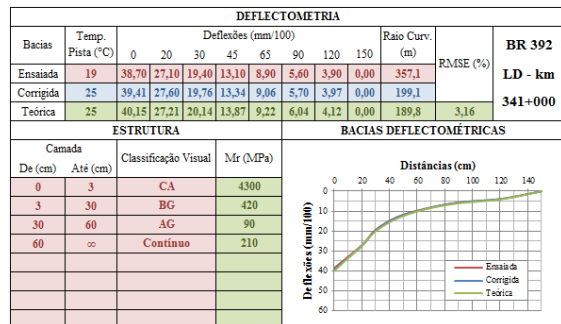 DEFLECTOMETRIA
Bacias Temp. Pista (°C) Deflexões (mm/100) Raio Curv. (m) RMSE (%) BR 392 LD - km 341+000
0 20 30 45 65 90 120 150
Ensaiada 19 38,70 27,10 19,40 13,10 8,90 5,60 3,90 0,00 357,1
Corrigida 25 39,41 27,60 19,76 13,34 9,06 5,70 3,97 0,00 199,1
Teórica 25 40,15 27,21 20,14 13,87 9,22 6,04 4,12 0,00 189,8 3,16
ESTRUTURA
Camada Classificação Visual Mr (MPa)
De (cm) Até (cm)
0 3 CA 4300
3 30 BG 420
30 60 AG 90
60 ∞ Contínuo 210
BACIAS DEFLECTOMÉTRICAS
Distâncias (cm)
0 20 40 60 80 100 120 140
Deflexões (mm/100)
0
10
20
30
40
50
60
Ensaiada
Corrigida
Teórica